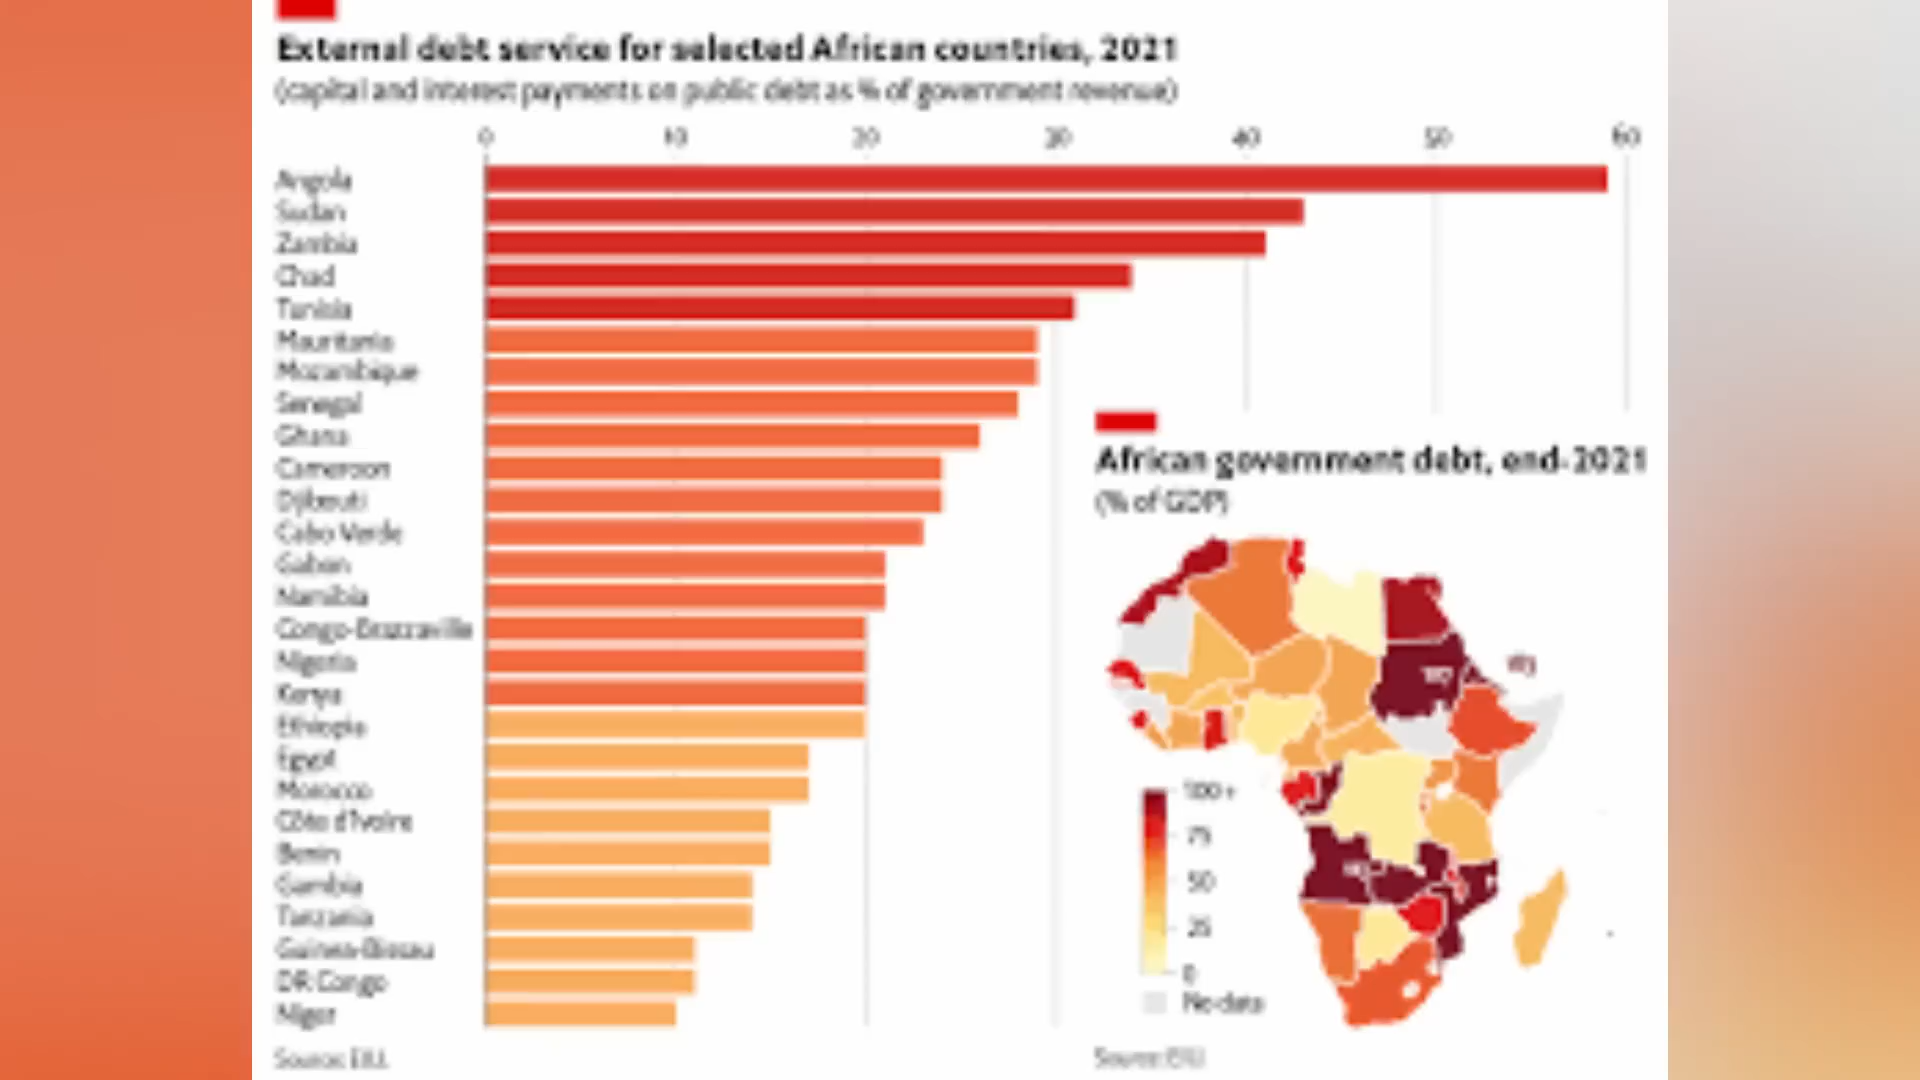 External debt service for selected African countries, 2021
(capital and interest payments on public debt as % of government revenue)
0 10 20 30 40 50 60
Angola
Sudan
Zambia
Chad
Tunisia
Mauritania
Mozambique
Senegal
Ghana
Cameroon
Djibouti
Cabo Verde
Gabon
Namibia
Congo-Brazzaville
Nigeria
Kenya
Ethiopia
Egypt
Morocco
Côte d'Ivoire
Benin
Gambia
Tanzania
Guinea-Bissau
DR Congo
Niger
Source: EIU.
African government debt, end-2021
(% of GDP)
100+
75
50
25
0
No data
Source: EIU